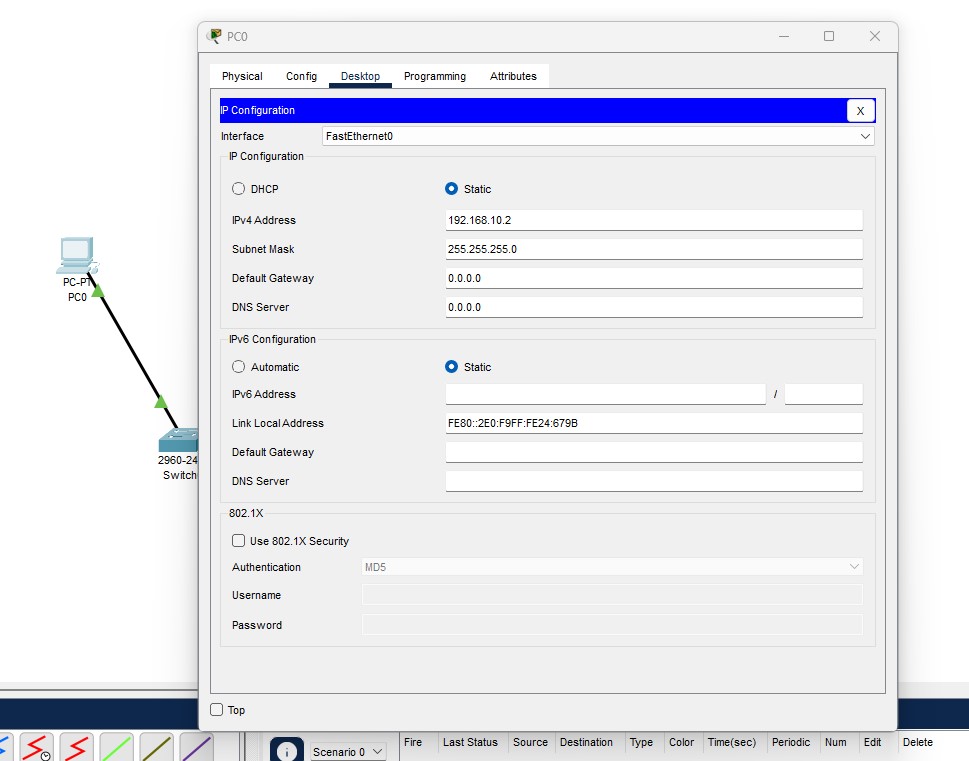 PC0
Physical Config Desktop Programming Attributes
IP Configuration X
Interface FastEthernet0
IP Configuration
DHCP Static
IPv4 Address 192.168.10.2
Subnet Mask 255.255.255.0
Default Gateway 0.0.0.0
DNS Server 0.0.0.0
IPv6 Configuration
Automatic Static
IPv6 Address /
Link Local Address FE80::2E0:F9FF:FE24:679B
Default Gateway
DNS Server
802.1X
Use 802.1X Security
Authentication MD5
Username
Password
Top
PC-PT
PC0
2960-24
Switch
Scenario 0
Fire Last Status Source Destination Type Color Time(sec) Periodic Num Edit Delete